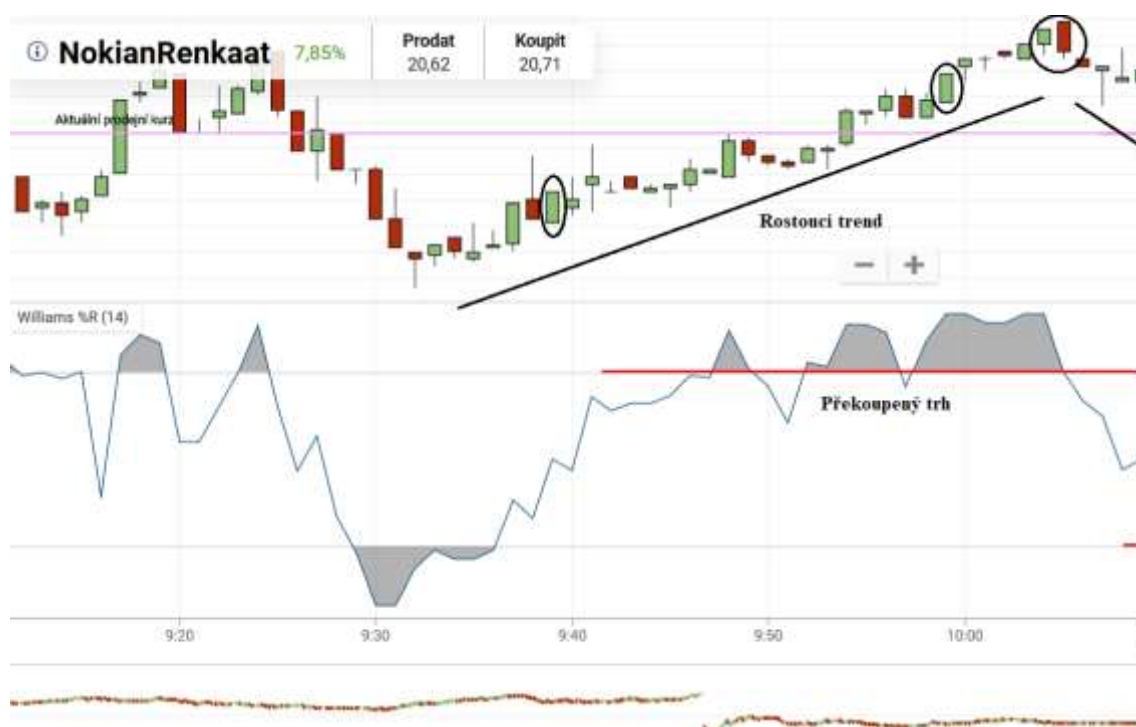 ⓘ NokianRenkaat 7,85% Prodat Koupit
20,62 20,71
Aktuální prodejní kurz
Rostoucí trend
− +
Williams %R (14)
Překoupený trh
9:20 9:30 9:40 9:50 10:00